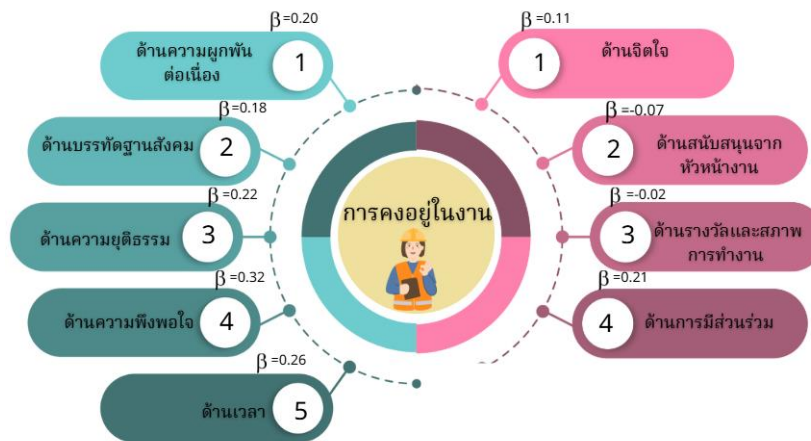 β=0.20
ด้านความผูกพัน
ต่อเนื่อง
1
β=0.18
ด้านบรรทัดฐานสังคม
2
β=0.22
ด้านความยุติธรรม
3
β=0.32
ด้านความพึงพอใจ
4
β=0.26
ด้านเวลา
5
การคงอยู่ในงาน
β=0.11
1
ด้านจิตใจ
β=-0.07
2
ด้านสนับสนุนจาก
หัวหน้างาน
β=-0.02
3
ด้านรางวัลและสภาพ
การทำงาน
β=0.21
4
ด้านการมีส่วนร่วม